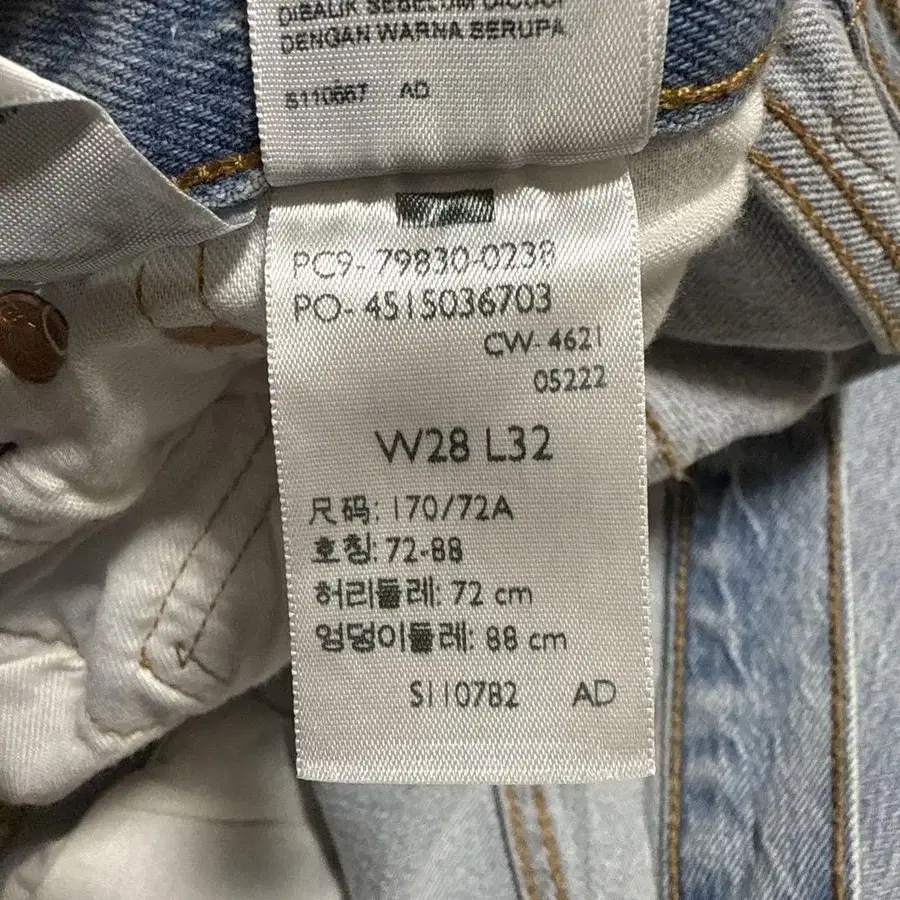 DIBALIK SEBELUM DICUCI
DENGAN WARNA SERUPA
S110667 AD
PC9-79830-0238
PO-4515036703
CW-4621
05222
W28 L32
尺码: 170/72A
호칭: 72-88
허리둘레: 72 cm
엉덩이둘레: 88 cm
S110782 AD